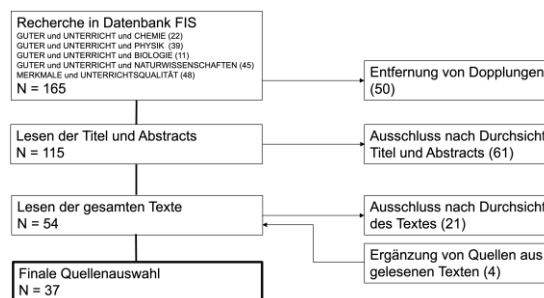 Recherche in Datenbank FIS
GUTER und UNTERRICHT und CHEMIE (22)
GUTER und UNTERRICHT und PHYSIK (39)
GUTER und UNTERRICHT und BIOLOGIE (11)
GUTER und UNTERRICHT und NATURWISSENSCHAFTEN (45)
MERKMALE und UNTERRICHTSQUALITÄT (48)
N = 165
Entfernung von Dopplungen
(50)
Lesen der Titel und Abstracts
N = 115
Ausschluss nach Durchsicht
Titel und Abstracts (61)
Lesen der gesamten Texte
N = 54
Ausschluss nach Durchsicht
des Textes (21)
Ergänzung von Quellen aus
gelesenen Texten (4)
Finale Quellenauswahl
N = 37